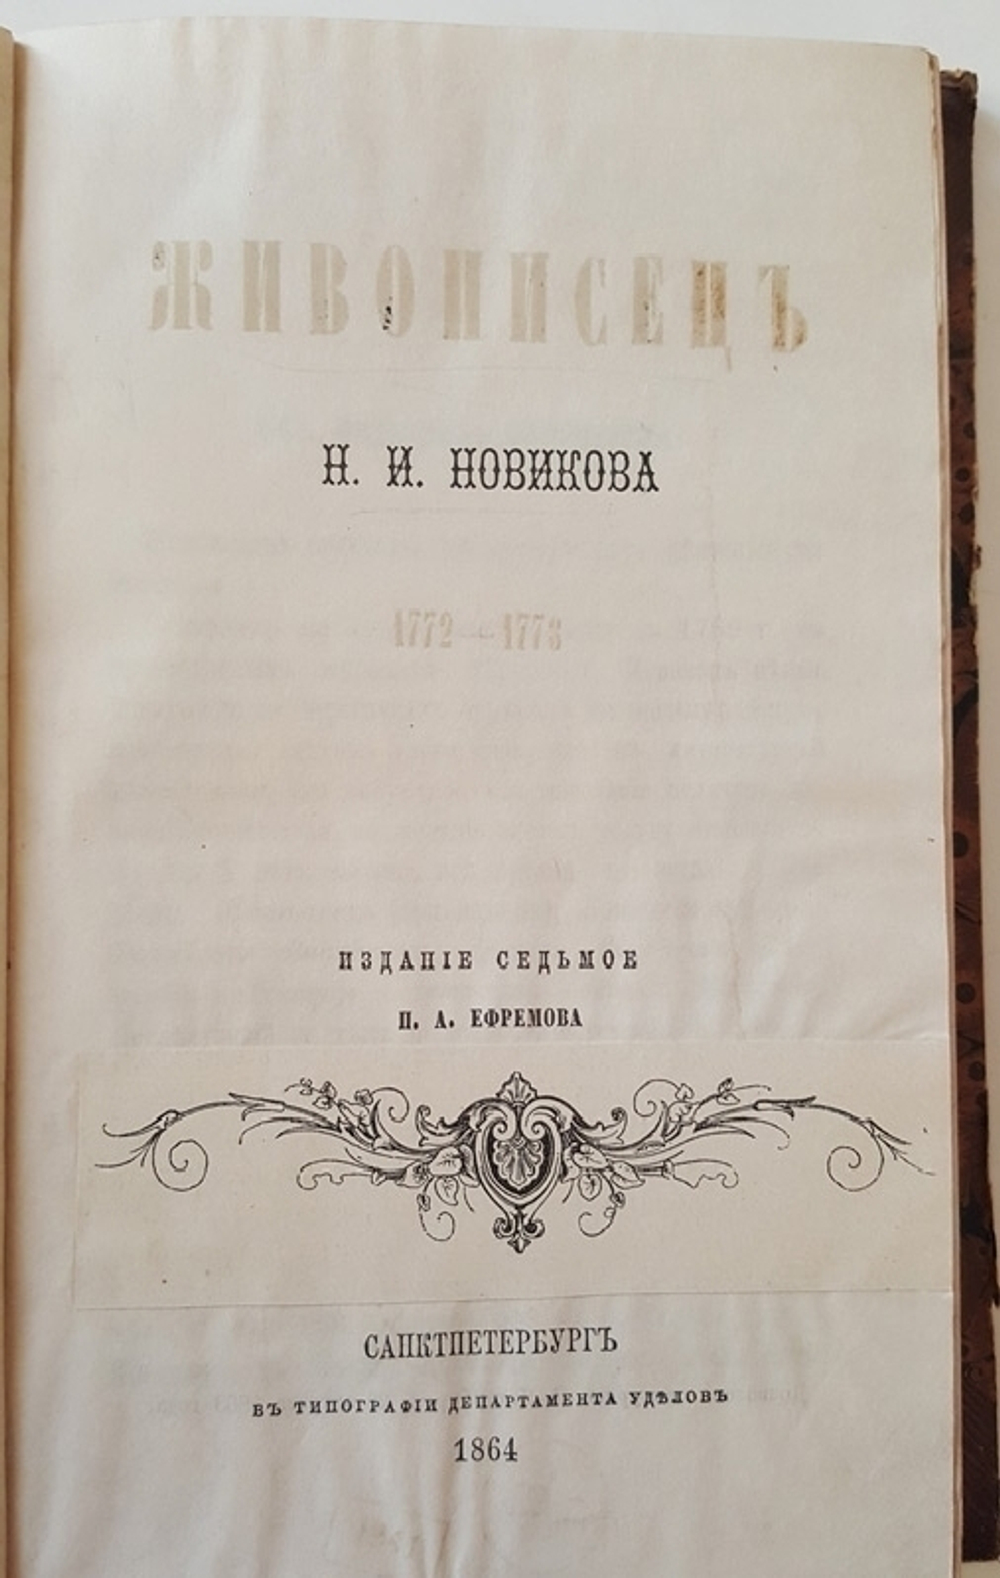 ЖИВОПИСЕЦЪ
Н. И. НОВИКОВА
1772—1773
ИЗДАНІЕ СЕДЬМОЕ
П. А. ЕФРЕМОВА
САНКТПЕТЕРБУРГЪ
ВЪ ТИПОГРАФІИ ДЕПАРТАМЕНТА УДѢЛОВЪ
1864